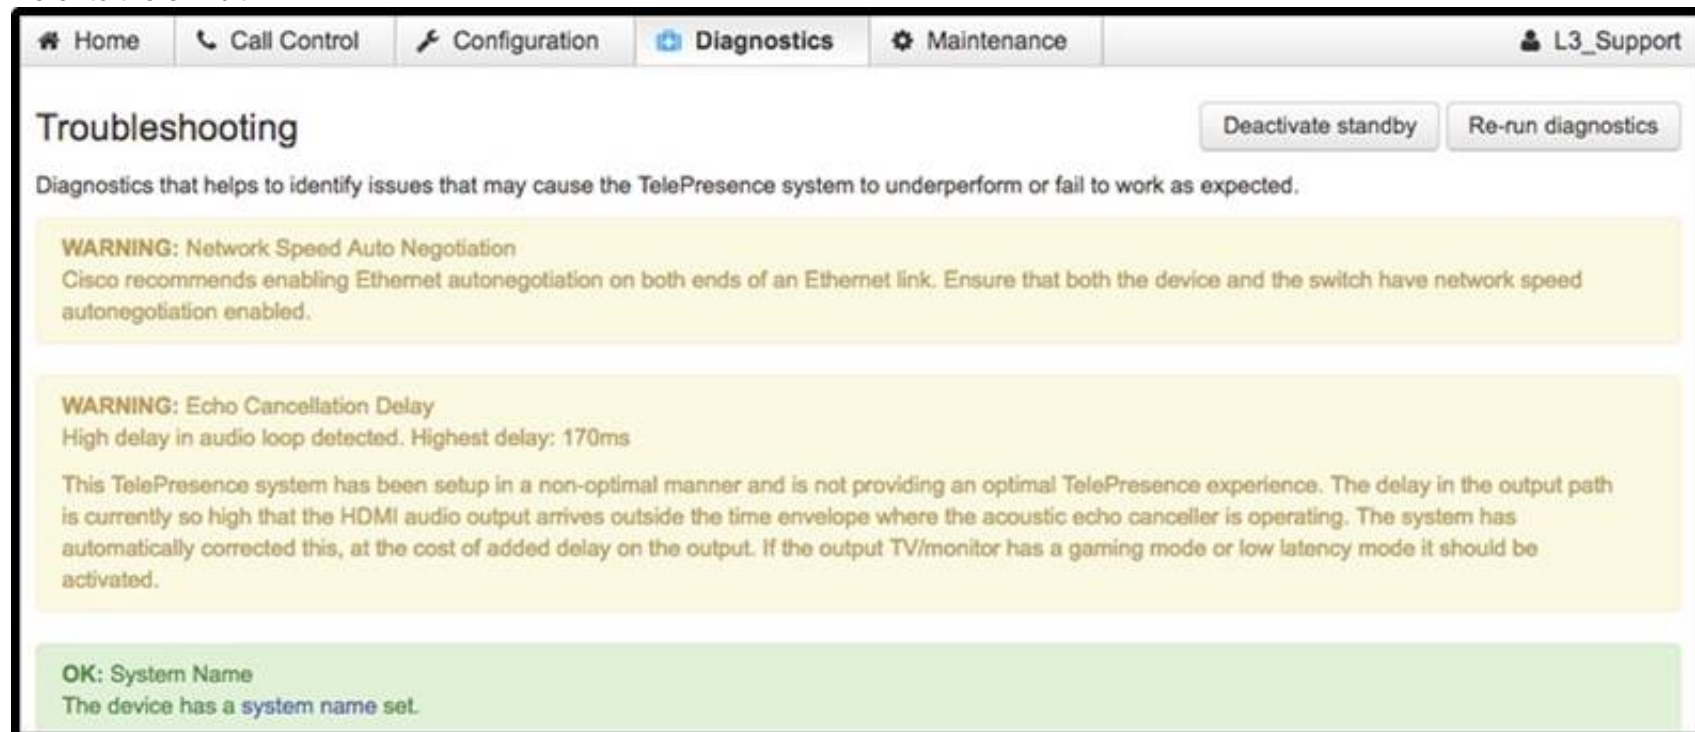 Home Call Control Configuration Diagnostics Maintenance L3_Support
Troubleshooting Deactivate standby Re-run diagnostics
Diagnostics that helps to identify issues that may cause the TelePresence system to underperform or fail to work as expected.
WARNING: Network Speed Auto Negotiation
Cisco recommends enabling Ethernet autonegotiation on both ends of an Ethernet link. Ensure that both the device and the switch have network speed
autonegotiation enabled.
WARNING: Echo Cancellation Delay
High delay in audio loop detected. Highest delay: 170ms
This TelePresence system has been setup in a non-optimal manner and is not providing an optimal TelePresence experience. The delay in the output path
is currently so high that the HDMI audio output arrives outside the time envelope where the acoustic echo canceller is operating. The system has
automatically corrected this, at the cost of added delay on the output. If the output TV/monitor has a gaming mode or low latency mode it should be
activated.
OK: System Name
The device has a system name set.